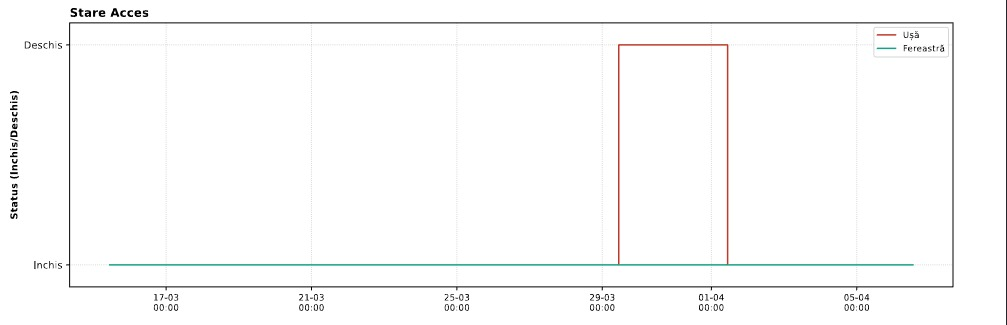 Stare Acces
Ușă
Fereastră
Status (Inchis/Deschis)
Deschis
Inchis
17-03
00:00
21-03
00:00
25-03
00:00
29-03
00:00
01-04
00:00
05-04
00:00